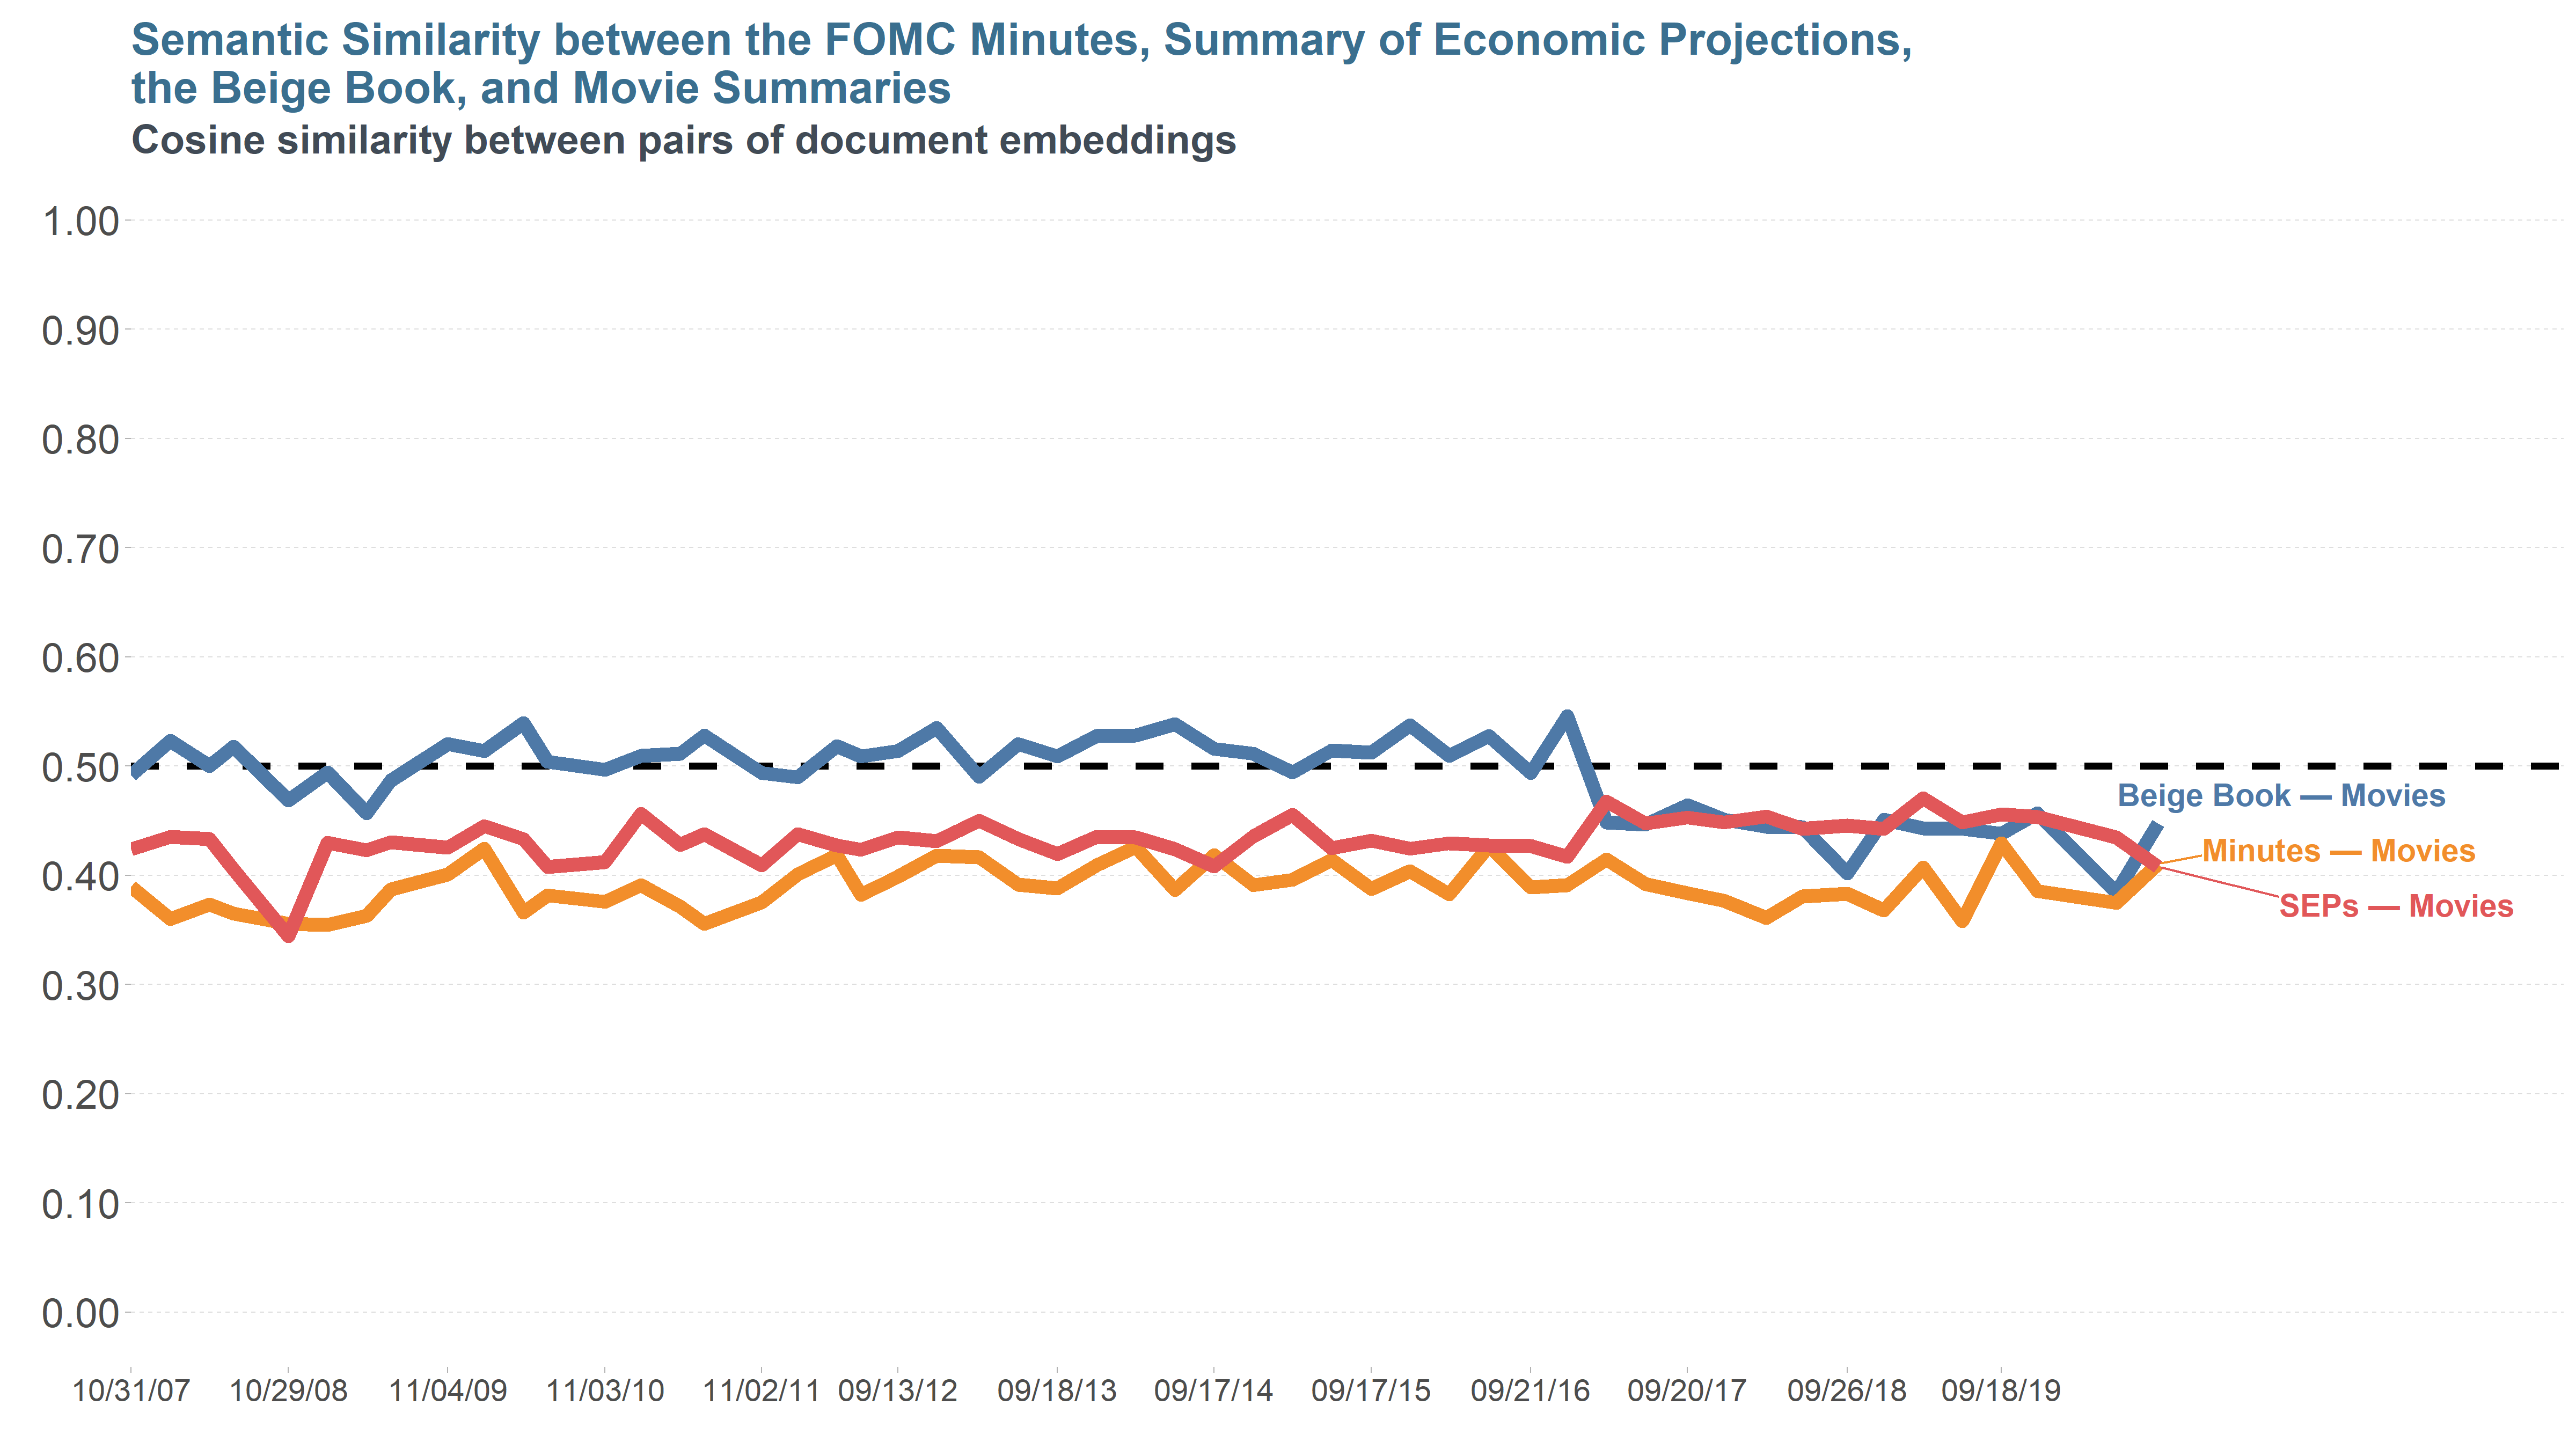 Semantic Similarity between the FOMC Minutes, Summary of Economic Projections,
the Beige Book, and Movie Summaries
Cosine similarity between pairs of document embeddings
1.00
0.90
0.80
0.70
0.60
0.50
Beige Book — Movies
Minutes — Movies
0.40
SEPs — Movies
0.30
0.20
0.10
0.00
10/31/07 10/29/08 11/04/09 11/03/10 11/02/11 09/13/12 09/18/13 09/17/14 09/17/15 09/21/16 09/20/17 09/26/18 09/18/19